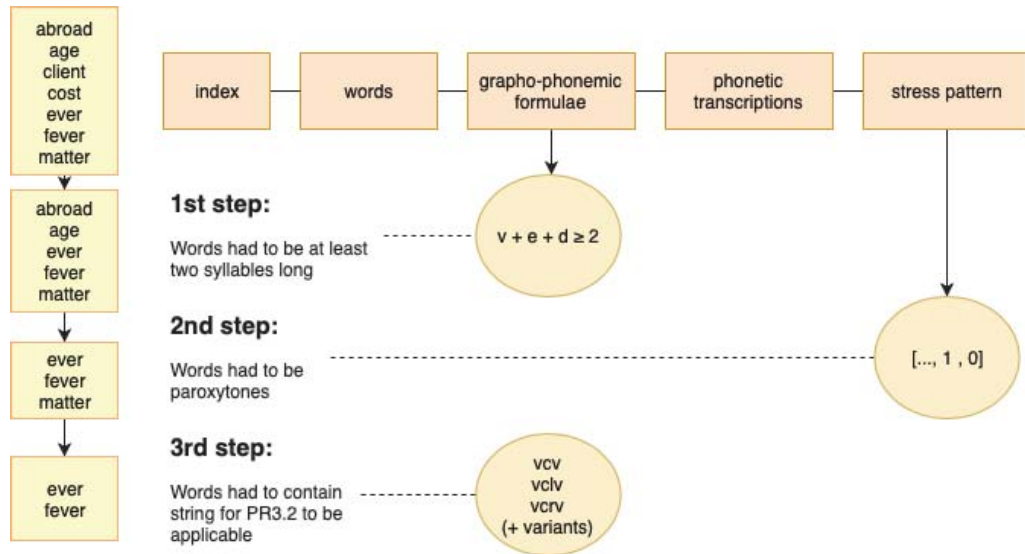 abroad
age
client
cost
ever
fever
matter
abroad
age
ever
fever
matter
ever
fever
matter
ever
fever
index
words
grapho-phonemic
formulae
phonetic
transcriptions
stress pattern
1st step:
Words had to be at least
two syllables long
v + e + d ≥ 2
2nd step:
Words had to be
paroxytones
[..., 1 , 0]
3rd step:
Words had to contain
string for PR3.2 to be
applicable
vcv
vclv
vcrv
(+ variants)